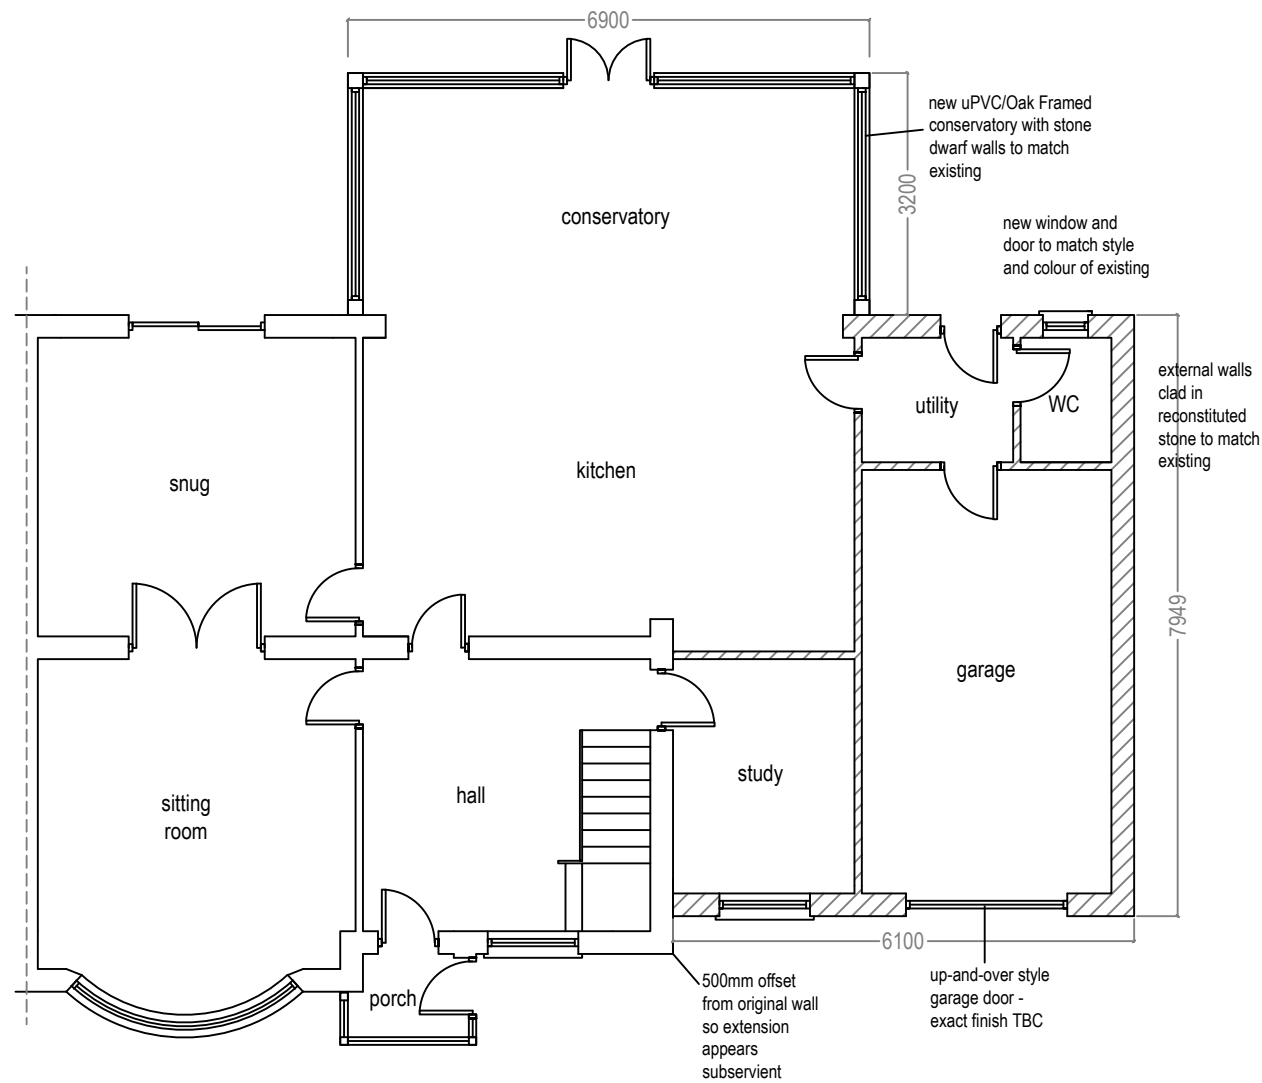 6900
new uPVC/Oak Framed
conservatory with stone
dwarf walls to match
existing
3200
conservatory
new window and
door to match style
and colour of existing
external walls
clad in
reconstituted
stone to match
existing
utility
WC
snug
kitchen
7949
garage
study
hall
sitting
room
6100
porch
500mm offset
from original wall
so extension
appears
subservient
up-and-over style
garage door -
exact finish TBC